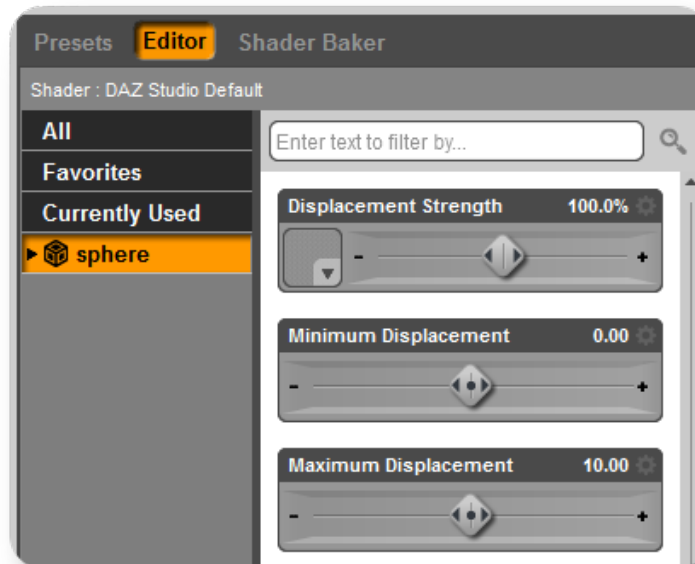 Presets Editor Shader Baker
Shader : DAZ Studio Default
All
Favorites
Currently Used
sphere
Enter text to filter by...
Displacement Strength 100.0%
- +
Minimum Displacement 0.00
- +
Maximum Displacement 10.00
- +